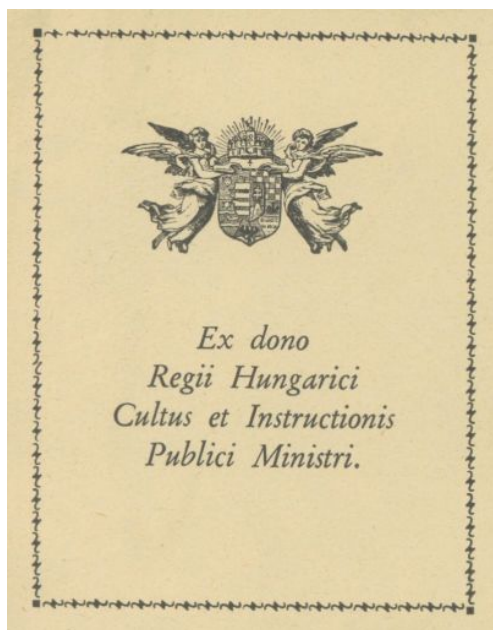 Ex dono
Regii Hungarici
Cultus et Instructionis
Publici Ministri.